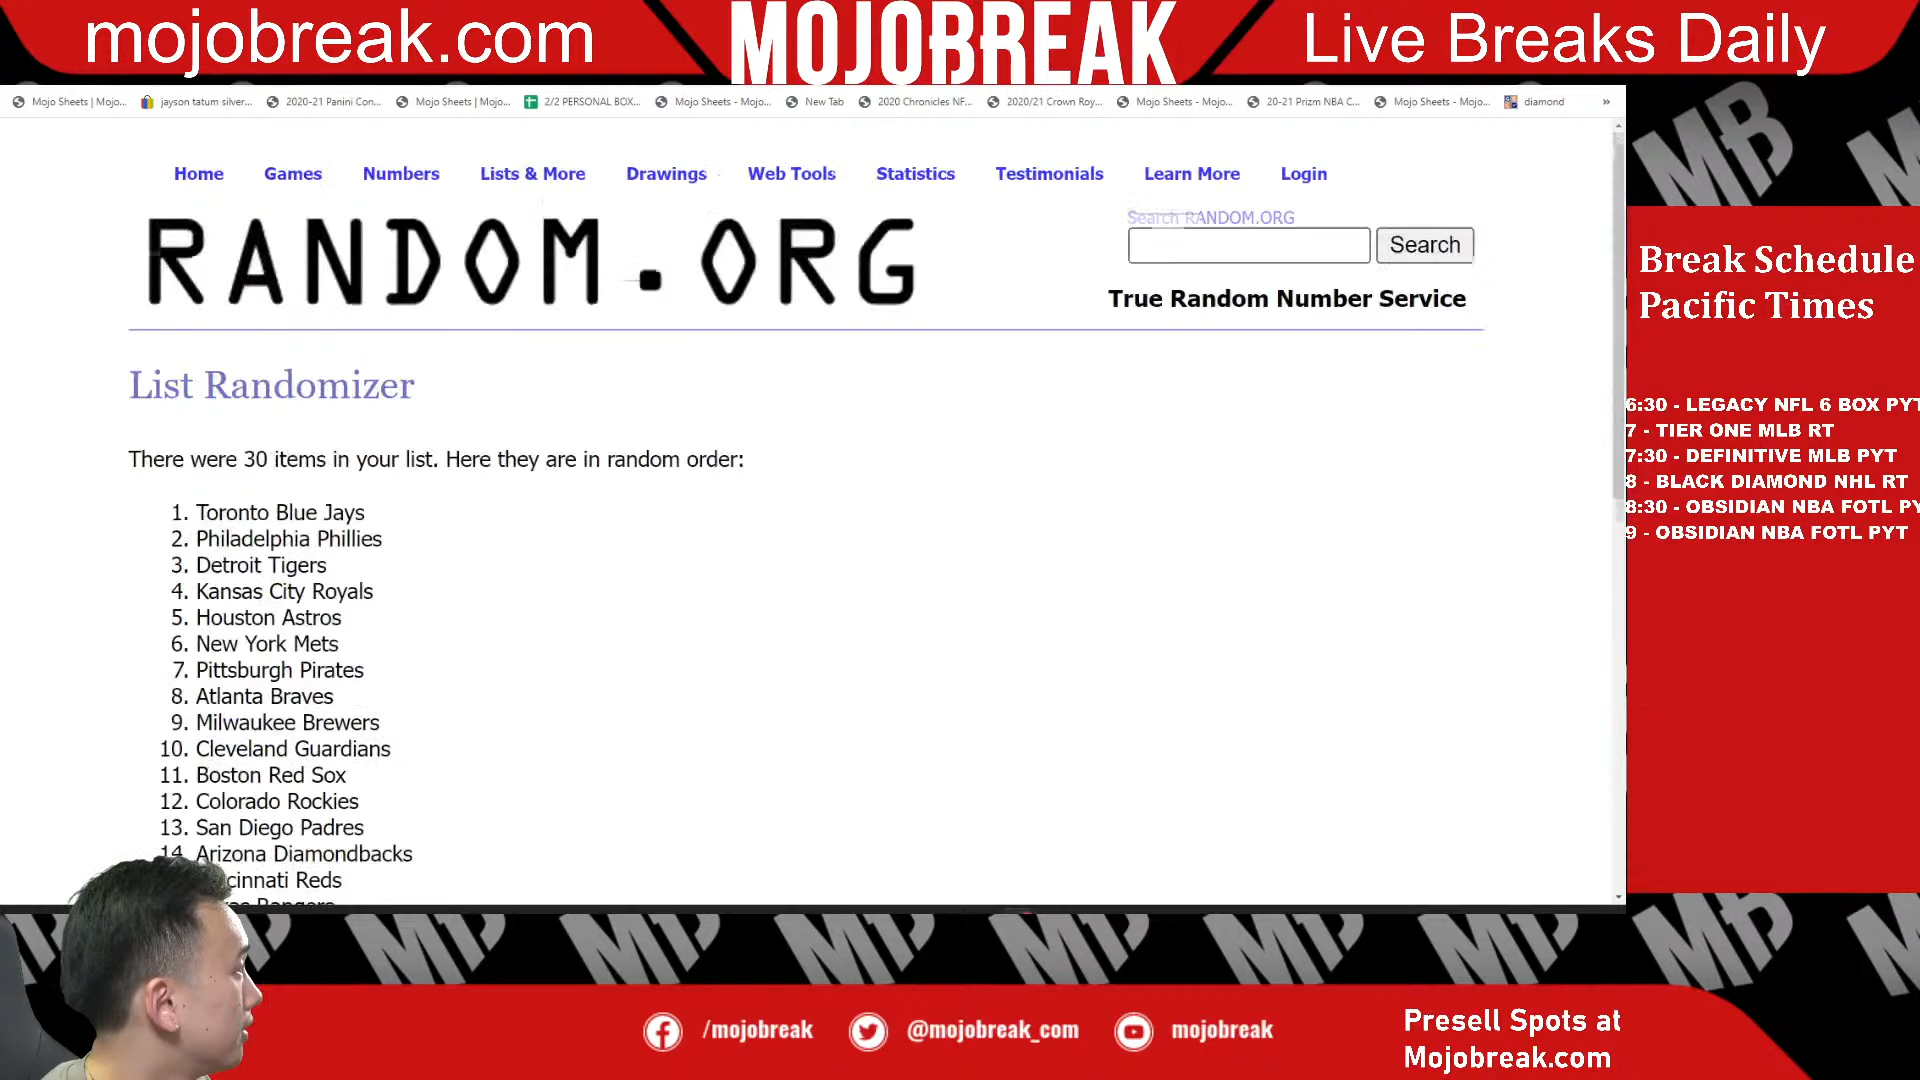 mojobreak.com
MOJOBREAK
Live Breaks Daily
Mojo Sheets | Mojo...
jayson tatum silver...
2020-21 Panini Con...
Mojo Sheets | Mojo...
2/2 PERSONAL BOX...
Mojo Sheets - Mojo...
New Tab
2020 Chronicles NF...
2020/21 Crown Roy...
Mojo Sheets - Mojo...
20-21 Prizm NBA C...
Mojo Sheets - Mojo...
diamond
»
Home Games Numbers Lists & More Drawings Web Tools Statistics Testimonials Learn More Login
RANDOM.ORG
Search RANDOM.ORG
Search
True Random Number Service
List Randomizer
There were 30 items in your list. Here they are in random order:
1. Toronto Blue Jays
2. Philadelphia Phillies
3. Detroit Tigers
4. Kansas City Royals
5. Houston Astros
6. New York Mets
7. Pittsburgh Pirates
8. Atlanta Braves
9. Milwaukee Brewers
10. Cleveland Guardians
11. Boston Red Sox
12. Colorado Rockies
13. San Diego Padres
14. Arizona Diamondbacks
cinnati Reds
Break Schedule
Pacific Times
6:30 - LEGACY NFL 6 BOX PYT
7 - TIER ONE MLB RT
7:30 - DEFINITIVE MLB PYT
8 - BLACK DIAMOND NHL RT
8:30 - OBSIDIAN NBA FOTL PY
9 - OBSIDIAN NBA FOTL PYT
MB
/mojobreak
@mojobreak_com
mojobreak
Presell Spots at
Mojobreak.com